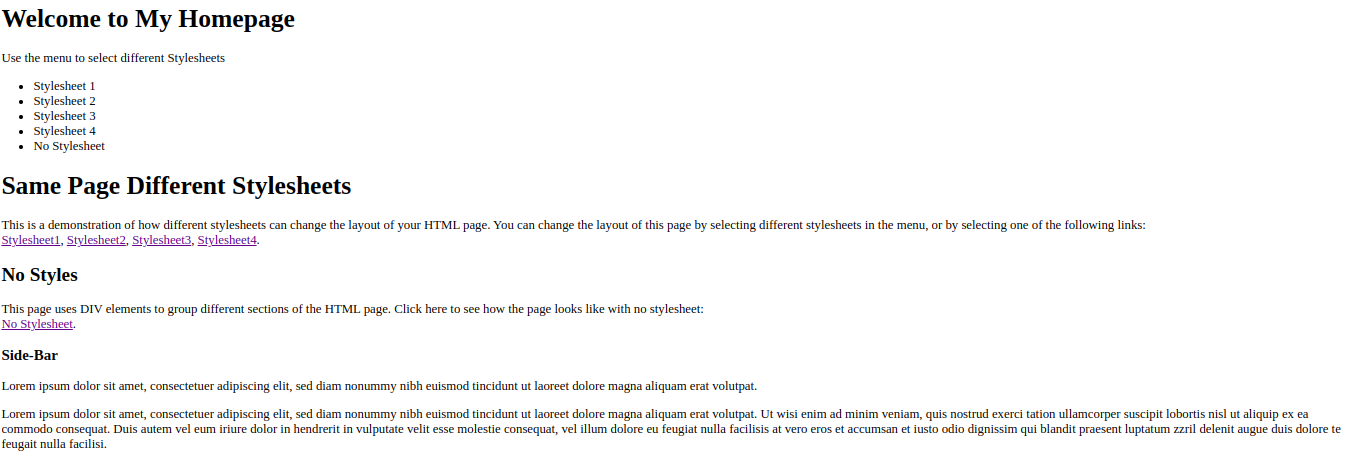 Welcome to My Homepage
Use the menu to select different Stylesheets
Stylesheet 1
Stylesheet 2
Stylesheet 3
Stylesheet 4
No Stylesheet
Same Page Different Stylesheets
This is a demonstration of how different stylesheets can change the layout of your HTML page. You can change the layout of this page by selecting different stylesheets in the menu, or by selecting one of the following links:
Stylesheet1, Stylesheet2, Stylesheet3, Stylesheet4.
No Styles
This page uses DIV elements to group different sections of the HTML page. Click here to see how the page looks like with no stylesheet:
No Stylesheet.
Side-Bar
Lorem ipsum dolor sit amet, consectetuer adipiscing elit, sed diam nonummy nibh euismod tincidunt ut laoreet dolore magna aliquam erat volutpat.
Lorem ipsum dolor sit amet, consectetuer adipiscing elit, sed diam nonummy nibh euismod tincidunt ut laoreet dolore magna aliquam erat volutpat. Ut wisi enim ad minim veniam, quis nostrud exerci tation ullamcorper suscipit lobortis nisl ut aliquip ex ea
commodo consequat. Duis autem vel eum iriure dolor in hendrerit in vulputate velit esse molestie consequat, vel illum dolore eu feugiat nulla facilisis at vero eros et accumsan et iusto odio dignissim qui blandit praesent luptatum zzril delenit augue duis dolore te
feugait nulla facilisi.